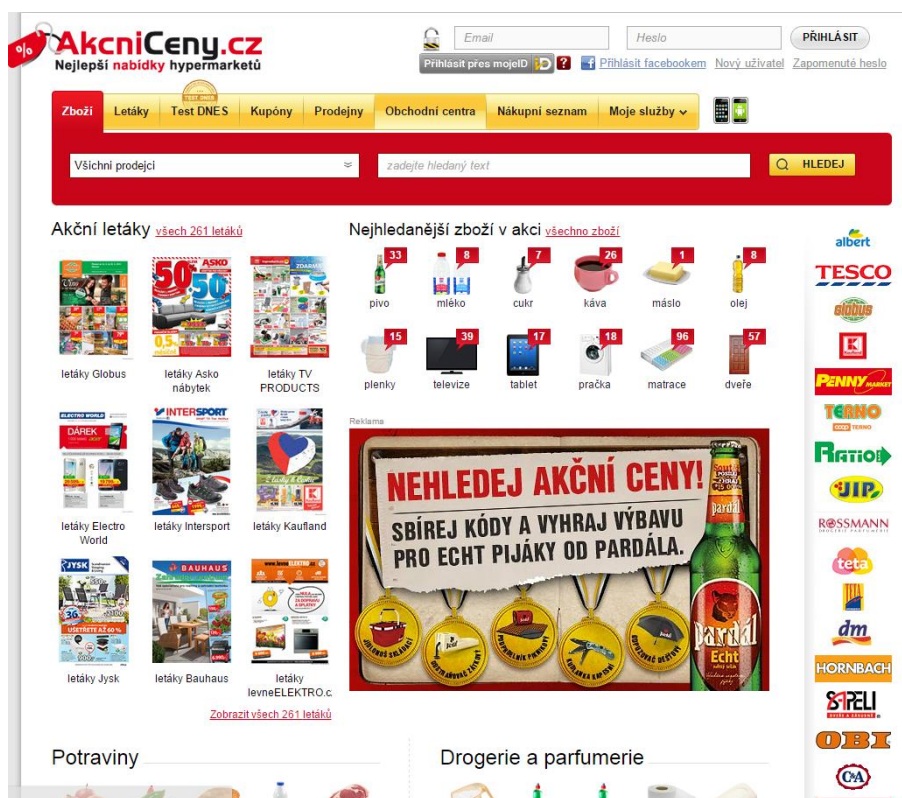 AkcniCeny.cz
Nejlepší nabídky hypermarketů
Email
Heslo
PŘIHLÁSIT
Přihlásit přes mojeID
?
Přihlásit facebookem
Nový uživatel
Zapomenuté heslo
Zboží
Letáky
Test DNES
Kupóny
Prodejny
Obchodní centra
Nákupní seznam
Moje služby
Všichni prodejci
zadejte hledaný text
HLEDEJ
Akční letáky všech 261 letáků
letáky Globus
letáky Asko
nábytek
letáky TV
PRODUCTS
letáky Electro
World
letáky Intersport
letáky Kaufland
letáky Jysk
letáky Bauhaus
letáky
levneELEKTRO.c
Zobrazit všech 261 letáků
Nejhledanější zboží v akci všechno zboží
33
pivo
8
mléko
7
cukr
26
káva
1
máslo
8
olej
15
plenky
39
televize
17
tablet
18
pračka
96
matrace
57
dveře
Reklama
NEHLEDEJ AKČNÍ CENY!
SBÍREJ KÓDY A VYHRAJ VÝBAVU
PRO ECHT PIJÁKY OD PARDÁLA.
Pardál
Echt
albert
TESCO
GLOBUS
PENNY MARKET
TERNO
COOP TERNO
RATIO
JIP
ROSSMANN
teta
dm
HORNBACH
SAPELI
OBI
C&A
Potraviny
Drogerie a parfumerie